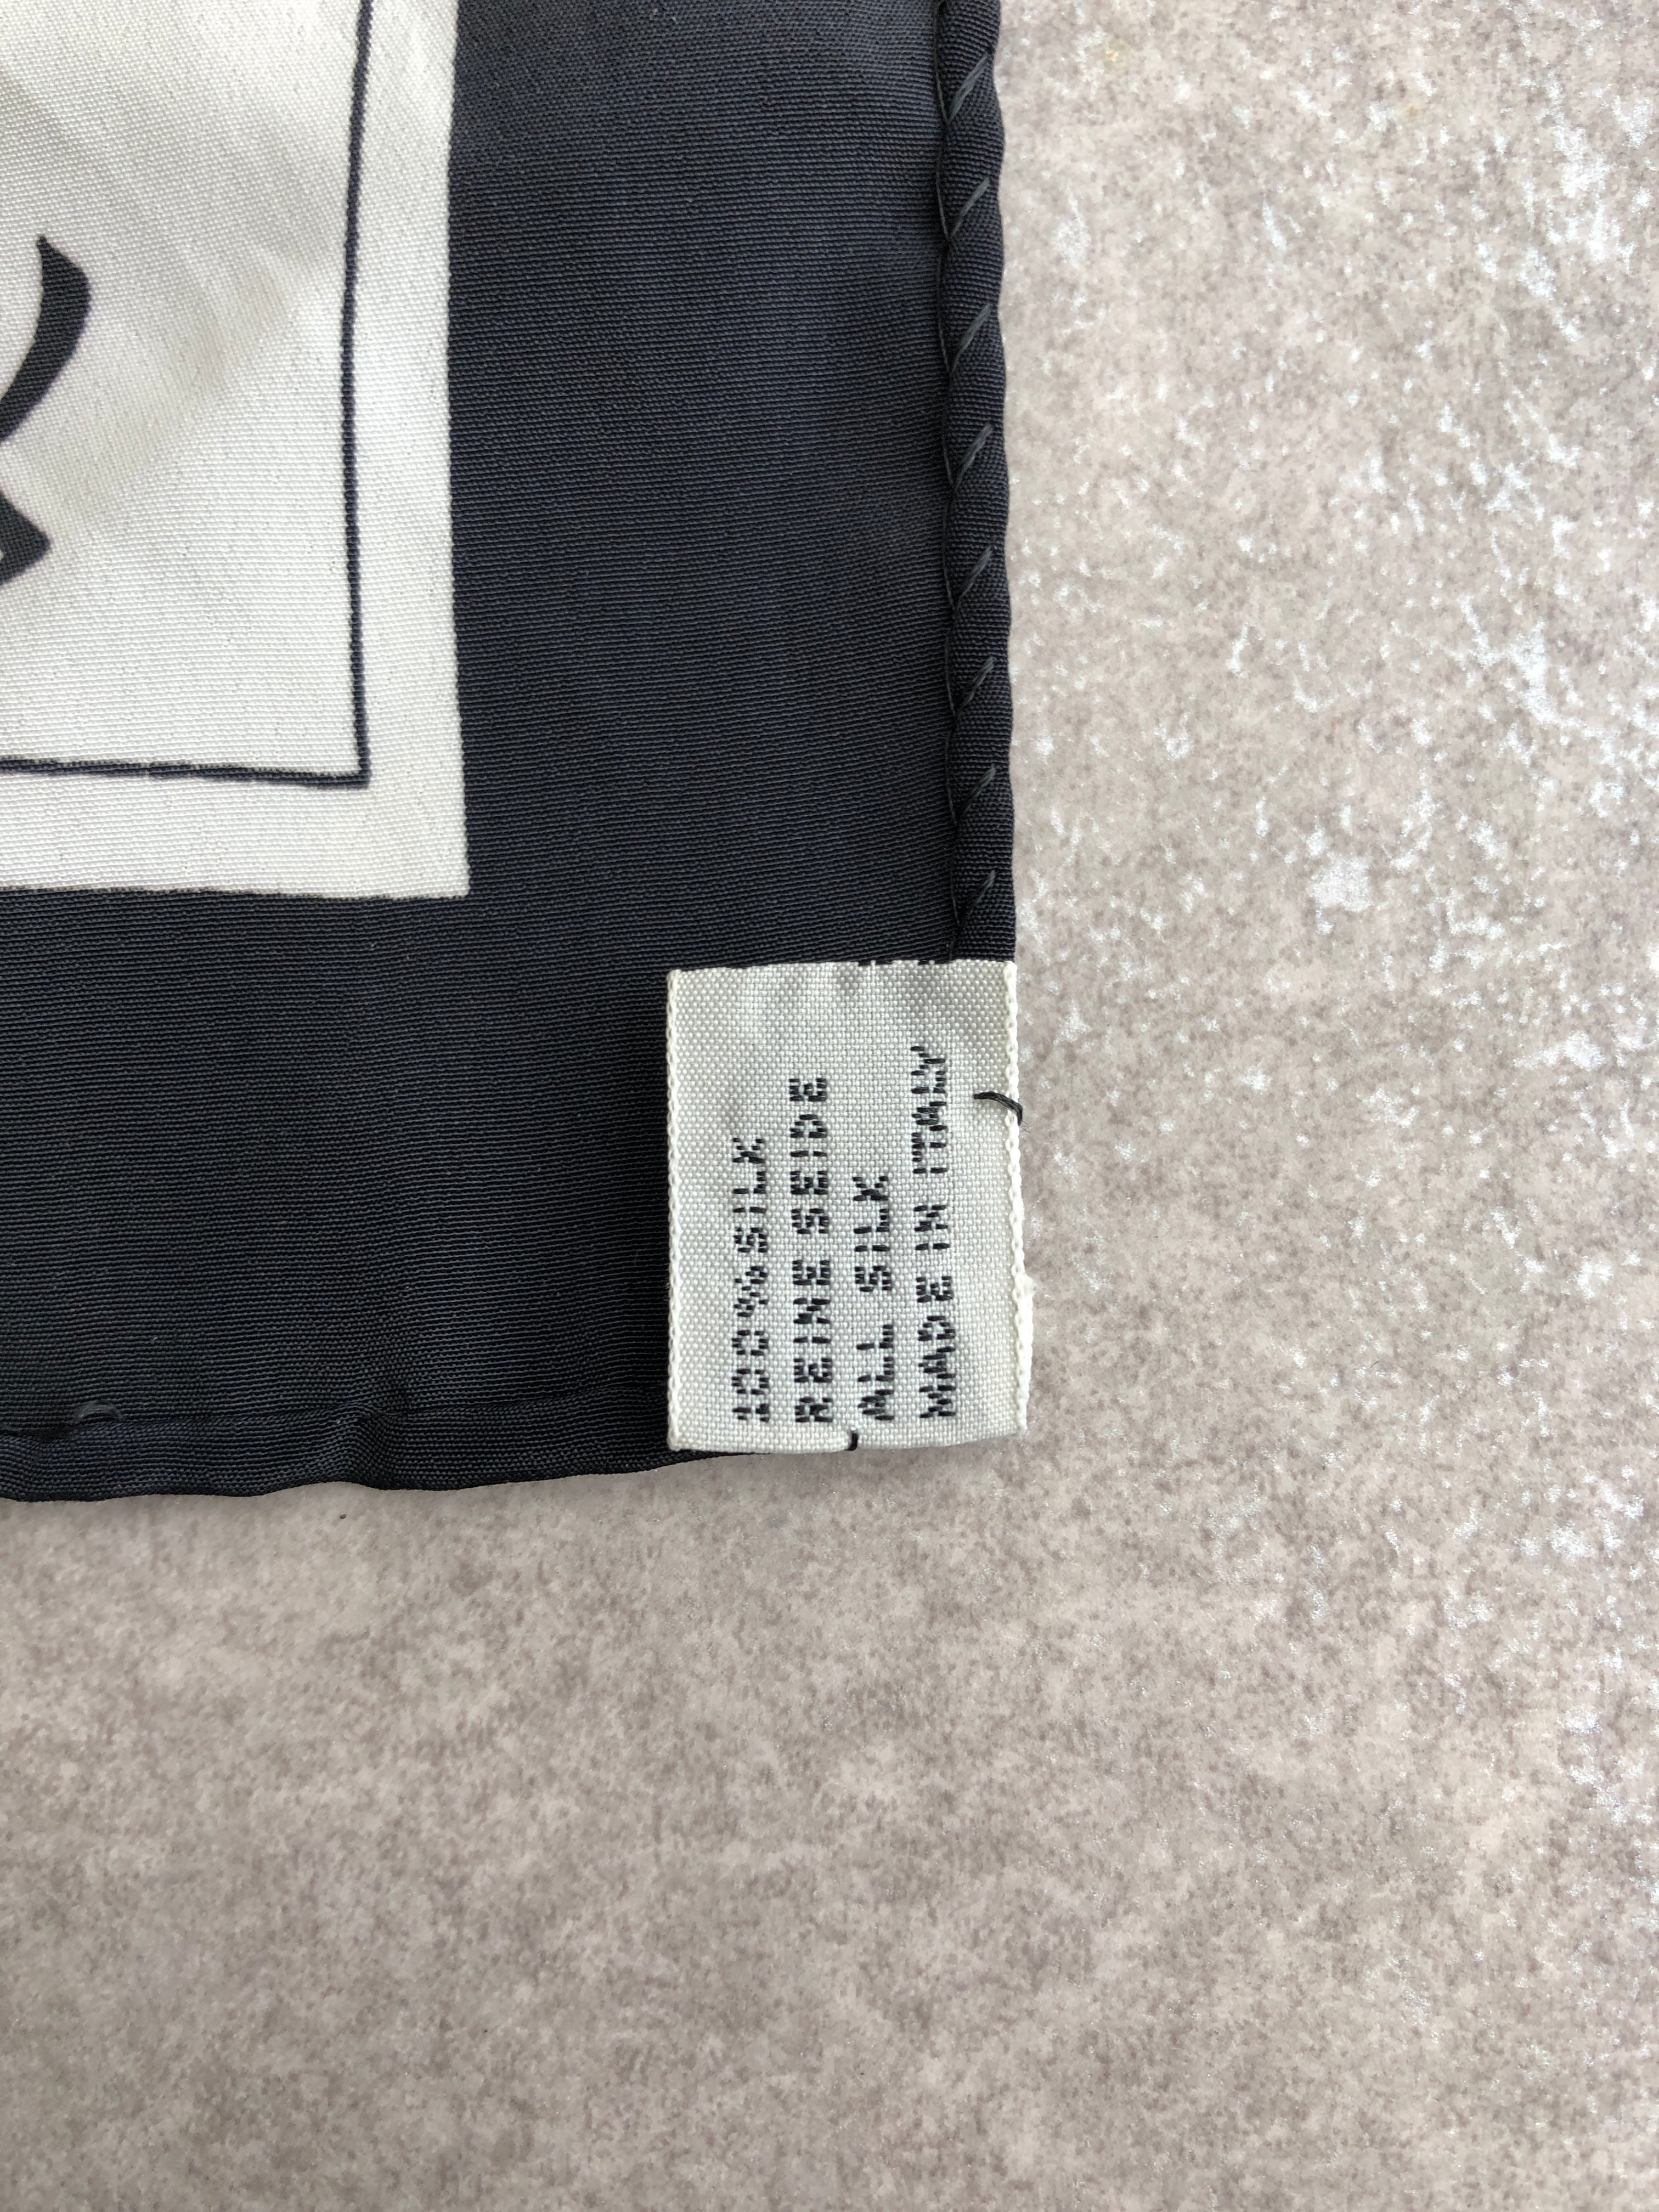 100% SILK
REINE SEIDE
ALL SILK
MADE IN ITALY